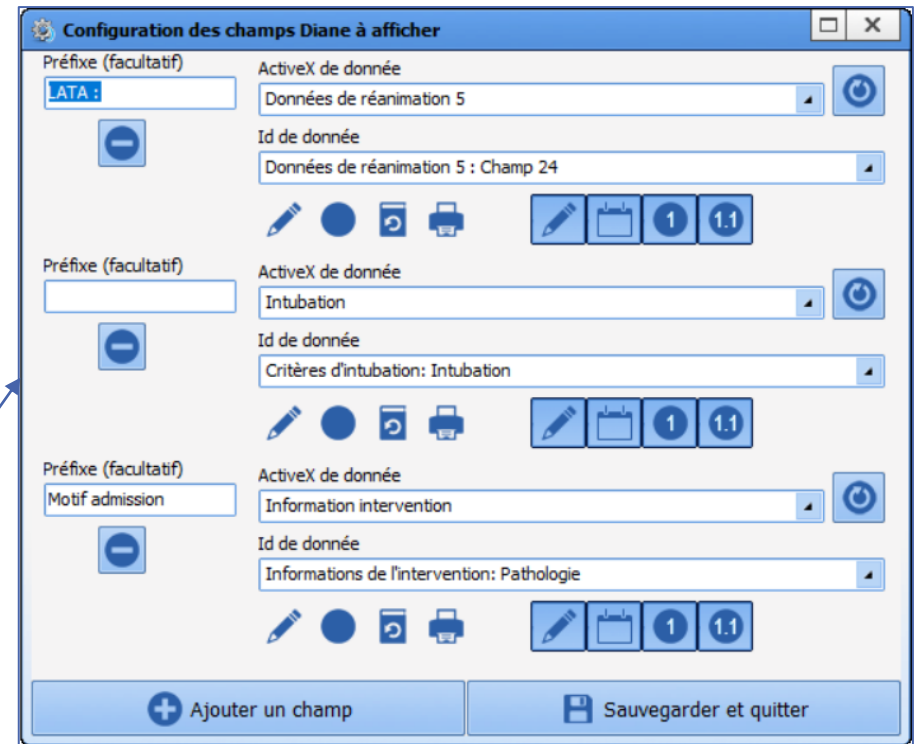 Configuration des champs Diane à afficher
Préfixe (facultatif)
ActiveX de donnée
LATA :
Données de réanimation 5
Id de donnée
Données de réanimation 5 : Champ 24
1
1.1
Préfixe (facultatif)
ActiveX de donnée
Intubation
Id de donnée
Critères d'intubation: Intubation
1
1.1
Préfixe (facultatif)
ActiveX de donnée
Motif admission
Information intervention
Id de donnée
Informations de l'intervention: Pathologie
1
1.1
Ajouter un champ
Sauvegarder et quitter